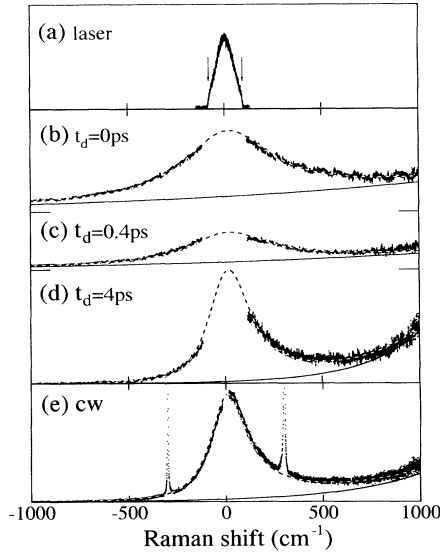 (a) laser
(b) t_d=0ps
(c) t_d=0.4ps
(d) t_d=4ps
(e) cw
-1000 -500 0 500 1000
Raman shift (cm⁻¹)